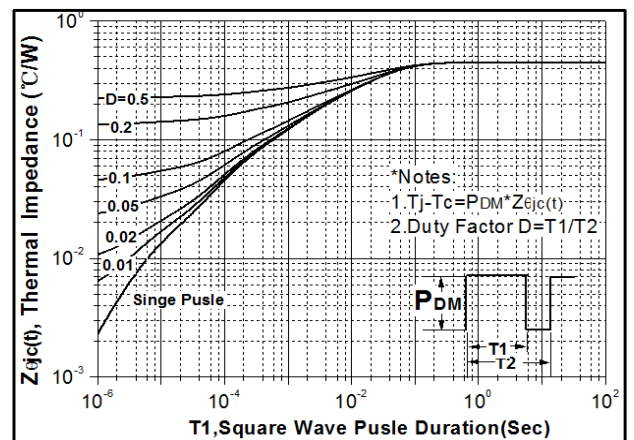 Zθjc(t), Thermal Impedance (℃/W)
10⁰
10⁻¹
10⁻²
10⁻³
D=0.5
0.2
0.1
0.05
0.02
0.01
Singe Pusle
*Notes:
1.Tj-Tc=PDM*Zθjc(t)
2.Duty Factor D=T1/T2
PDM
T1
T2
10⁻⁶
10⁻⁴
10⁻²
10⁰
10²
T1,Square Wave Pusle Duration(Sec)